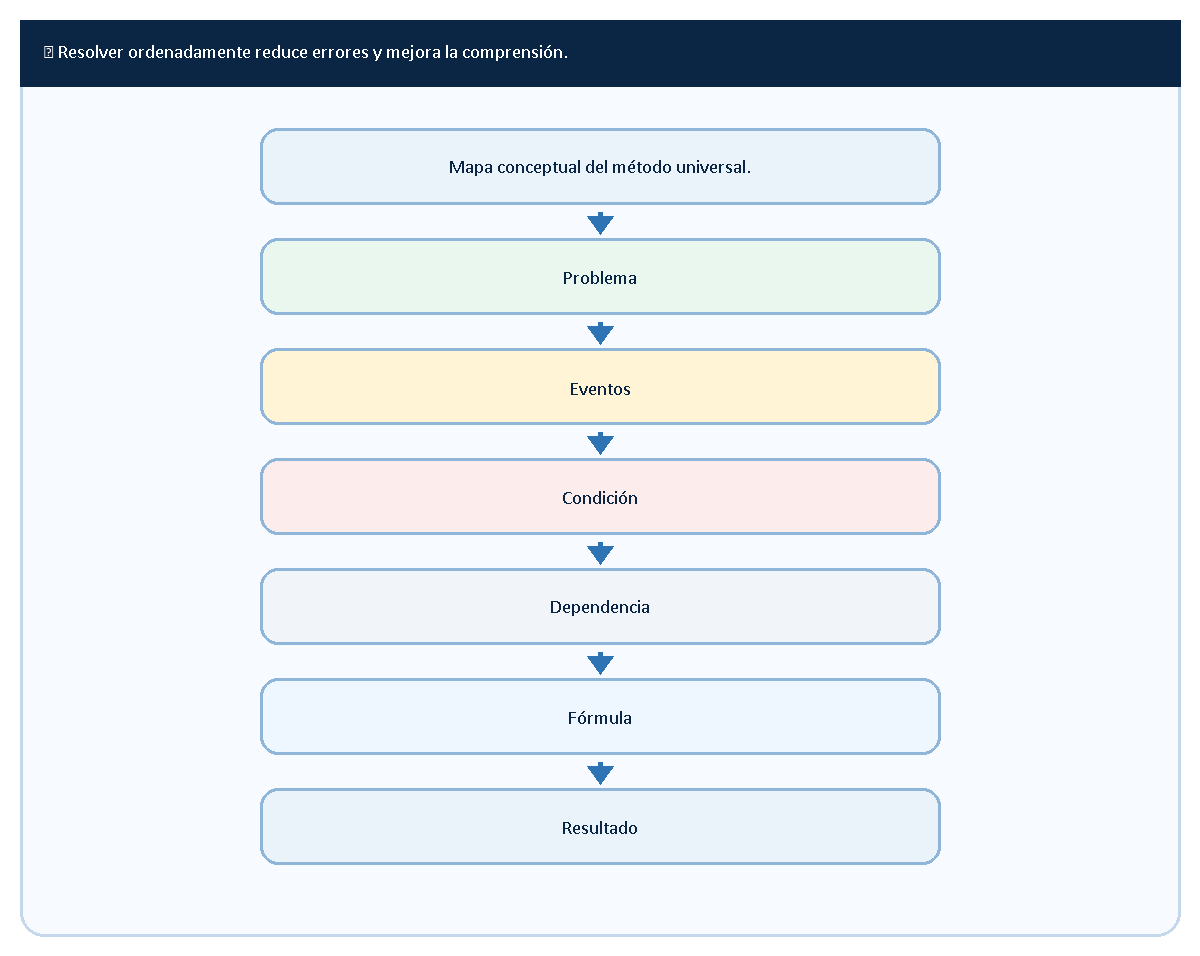 Resolver ordenadamente reduce errores y mejora la comprensión.
Mapa conceptual del método universal.
Problema
Eventos
Condición
Dependencia
Fórmula
Resultado